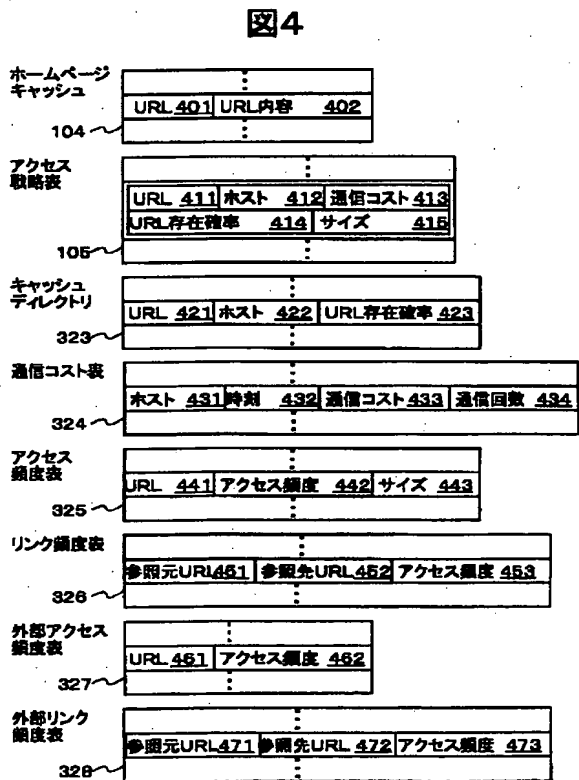 図4
ホームページ
キャッシュ
URL 401 URL内容 402
104
アクセス
戦略表
URL 411 ホスト 412 通信コスト 413
URL存在確率 414 サイズ 415
105
キャッシュ
ディレクトリ
URL 421 ホスト 422 URL存在確率 423
323
通信コスト表
ホスト 431 時刻 432 通信コスト 433 通信回数 434
324
アクセス
頻度表
URL 441 アクセス頻度 442 サイズ 443
325
リンク頻度表
参照元URL 451 参照先URL 452 アクセス頻度 453
326
外部アクセス
頻度表
URL 461 アクセス頻度 462
327
外部リンク
頻度表
参照元URL 471 参照先URL 472 アクセス頻度 473
328